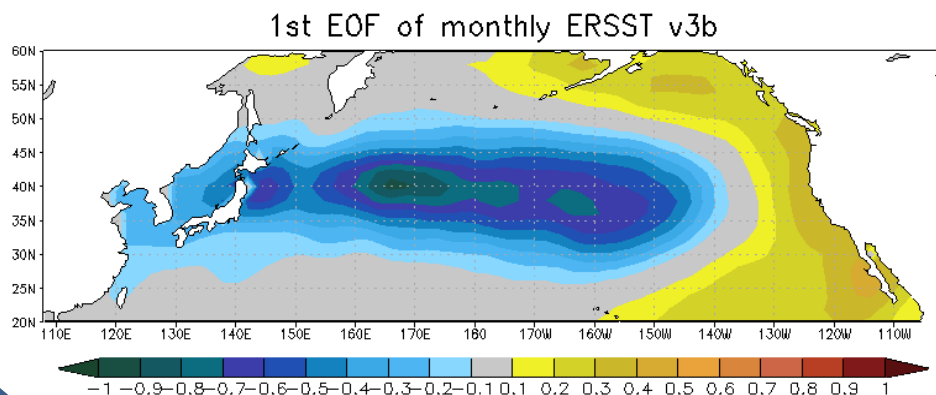 1st EOF of monthly ERSST v3b
60N
55N
50N
45N
40N
35N
30N
25N
20N
110E 120E 130E 140E 150E 160E 170E 180 170W 160W 150W 140W 130W 120W 110W
-1 -0.9-0.8-0.7-0.6-0.5-0.4-0.3-0.2-0.1 0.1 0.2 0.3 0.4 0.5 0.6 0.7 0.8 0.9 1